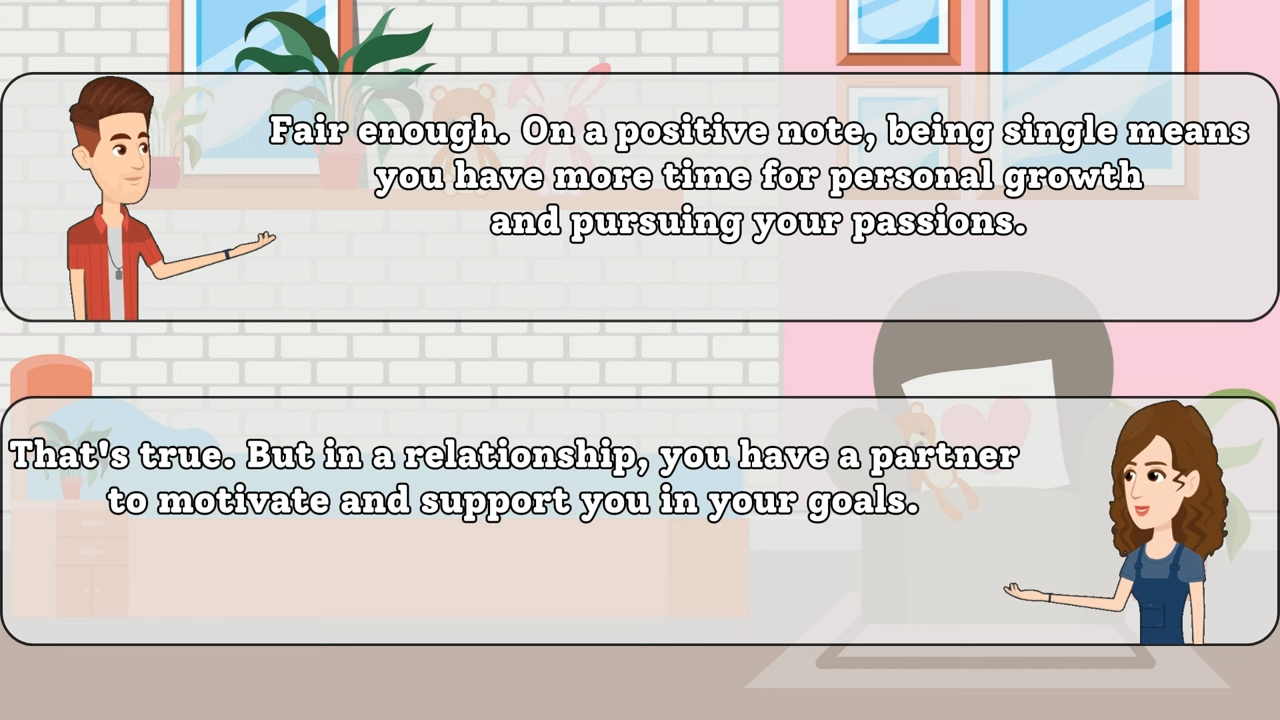 Fair enough. On a positive note, being single means
you have more time for personal growth
and pursuing your passions.
That's true. But in a relationship, you have a partner
to motivate and support you in your goals.